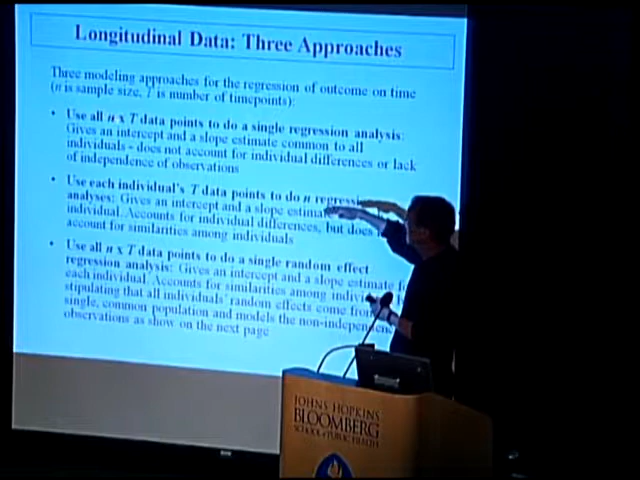 Longitudinal Data: Three Approaches
Three modeling approaches for the regression of outcome on time
(n is sample size, T is number of timepoints):
• Use all n x T data points to do a single regression analysis:
Gives an intercept and a slope estimate common to all
individuals - does not account for individual differences or lack
of independence of observations
• Use each individual's T data points to do n regression
analyses: Gives an intercept and a slope estimat
individual. Accounts for individual differences, but does
account for similarities among individuals
• Use all n x T data points to do a single random effect
regression analysis: Gives an intercept and a slope estimate f
each individual. Accounts for similarities among indivi
stipulating that all individuals' random effects come from
single, common population and models the non-independenc
observations as show on the next page
JOHNS HOPKINS
BLOOMBERG
SCHOOL of PUBLIC HEALTH